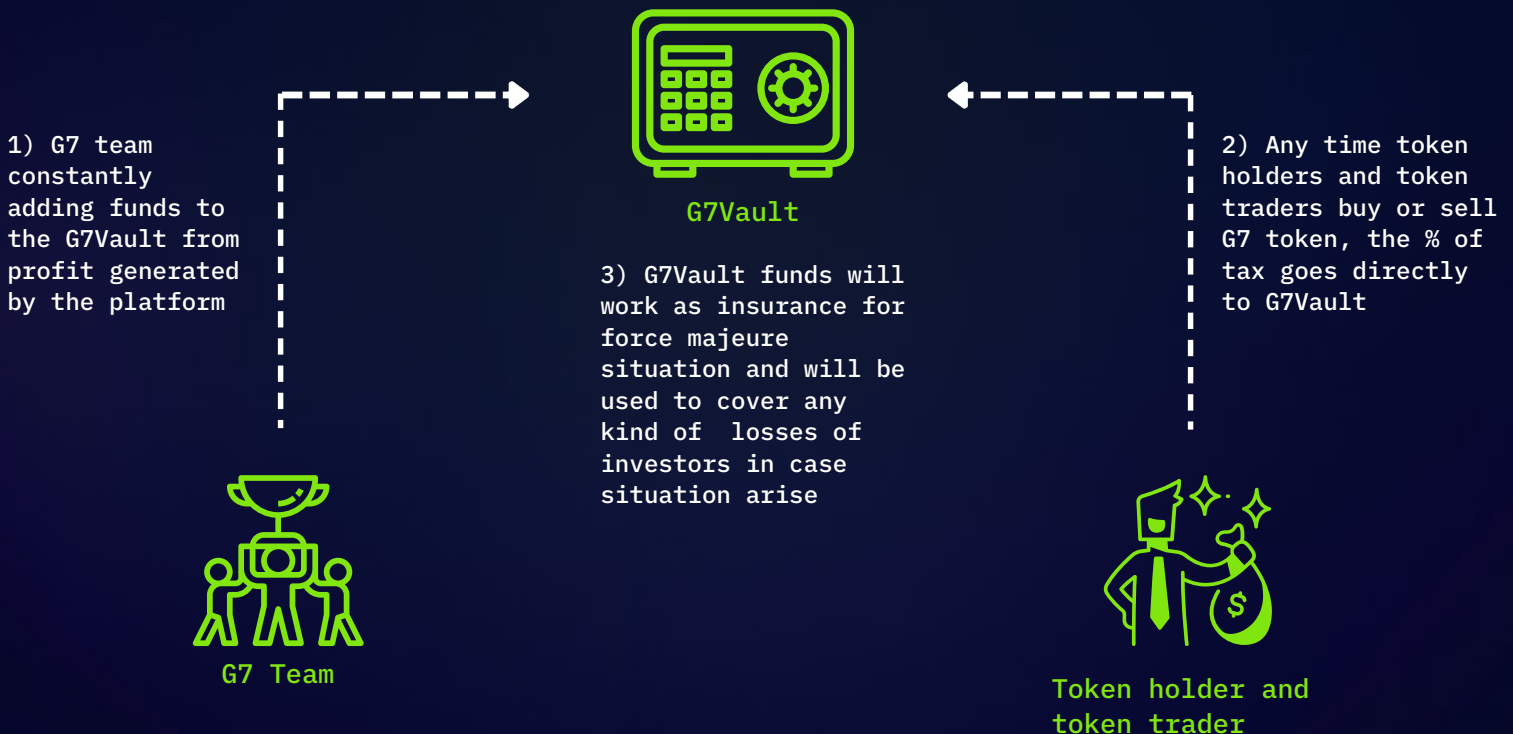 1) G7 team
constantly
adding funds to
the G7Vault from
profit generated
by the platform
G7Vault
3) G7Vault funds will
work as insurance for
force majeure
situation and will be
used to cover any
kind of  losses of
investors in case
situation arise
2) Any time token
holders and token
traders buy or sell
G7 token, the % of
tax goes directly
to G7Vault
G7 Team
$
Token holder and
token trader